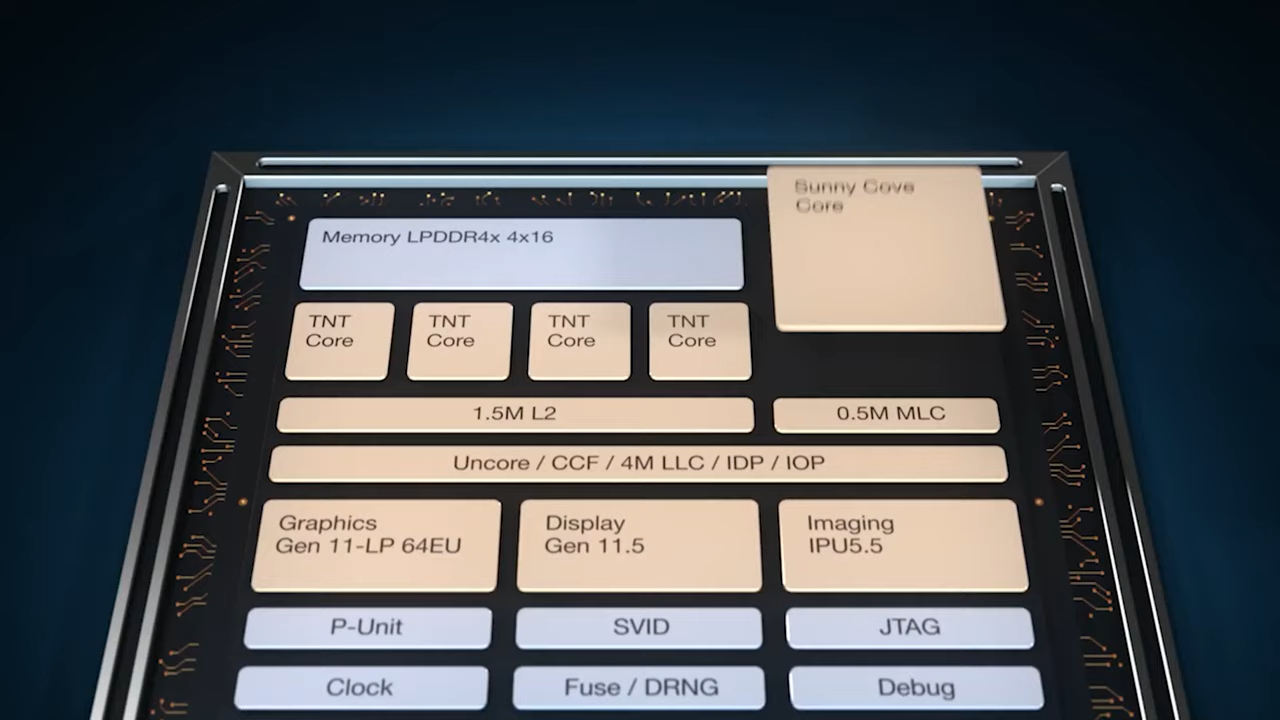 Sunny Cove
Core
Memory LPDDR4x 4x16
TNT
Core
TNT
Core
TNT
Core
TNT
Core
1.5M L2
0.5M MLC
Uncore / CCF / 4M LLC / IDP / IOP
Graphics
Gen 11-LP 64EU
Display
Gen 11.5
Imaging
IPU5.5
P-Unit
SVID
JTAG
Clock
Fuse / DRNG
Debug